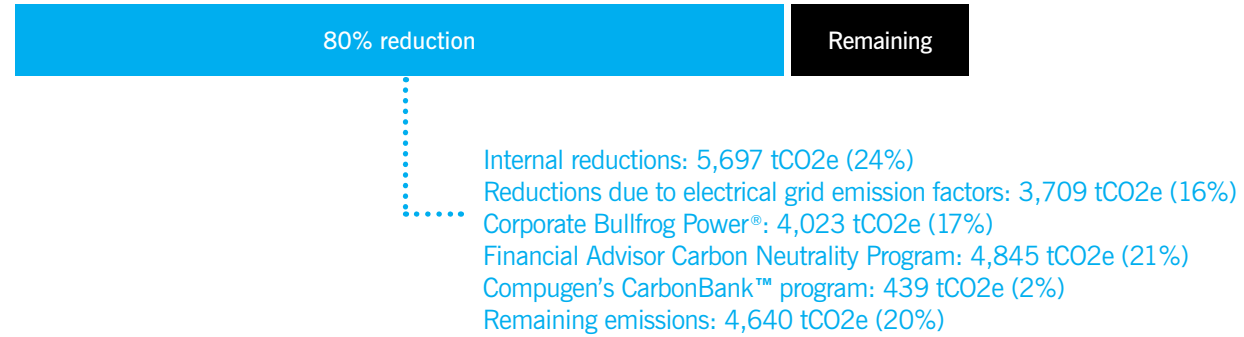 80% reduction
Remaining
Internal reductions: 5,697 tCO2e (24%)
Reductions due to electrical grid emission factors: 3,709 tCO2e (16%)
Corporate Bullfrog Power®: 4,023 tCO2e (17%)
Financial Advisor Carbon Neutrality Program: 4,845 tCO2e (21%)
Compugen's CarbonBank™ program: 439 tCO2e (2%)
Remaining emissions: 4,640 tCO2e (20%)